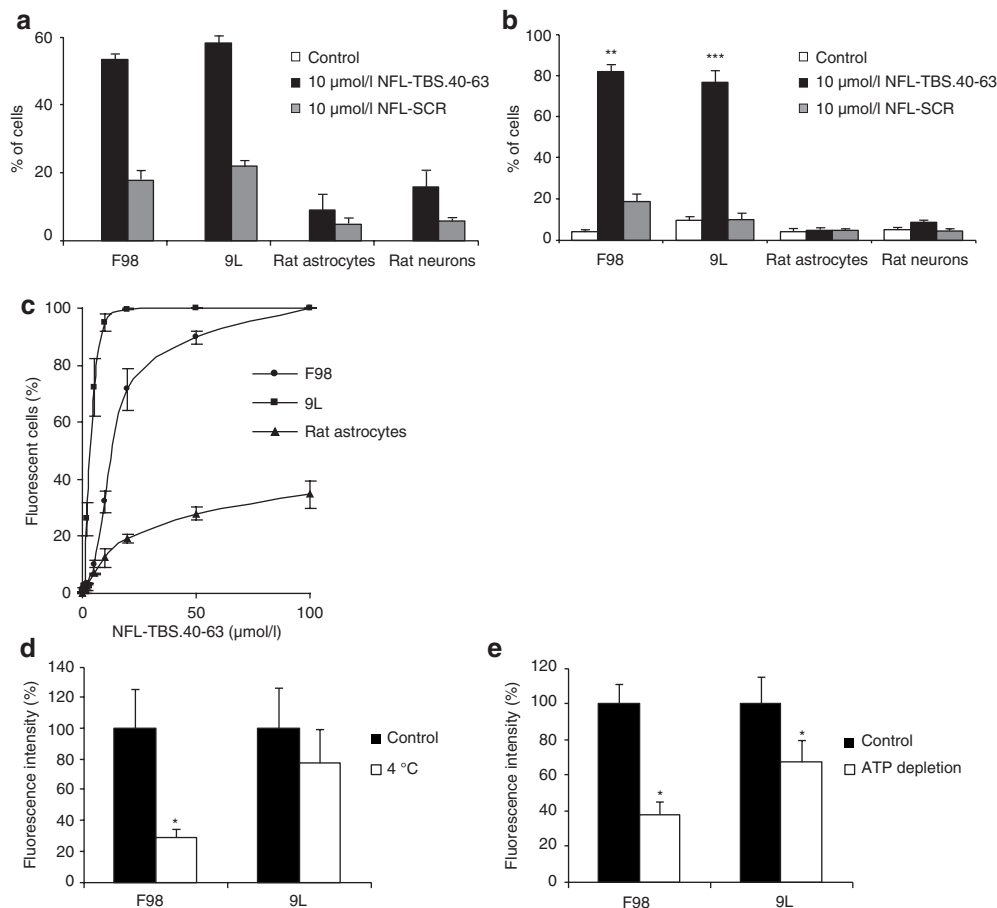 a
% of cells
60
40
20
0
F98
9L
Rat astrocytes
Rat neurons
Control
10 µmol/l NFL-TBS.40-63
10 µmol/l NFL-SCR
b
% of cells
100
80
60
40
20
0
**
***
F98
9L
Rat astrocytes
Rat neurons
Control
10 µmol/l NFL-TBS.40-63
10 µmol/l NFL-SCR
c
Fluorescent cells (%)
100
80
60
40
20
0
0
50
100
NFL-TBS.40-63 (µmol/l)
F98
9L
Rat astrocytes
d
Fluorescence intensity (%)
140
120
100
80
60
40
20
0
*
F98
9L
Control
4 °C
e
Fluorescence intensity (%)
120
100
80
60
40
20
0
*
*
F98
9L
Control
ATP depletion